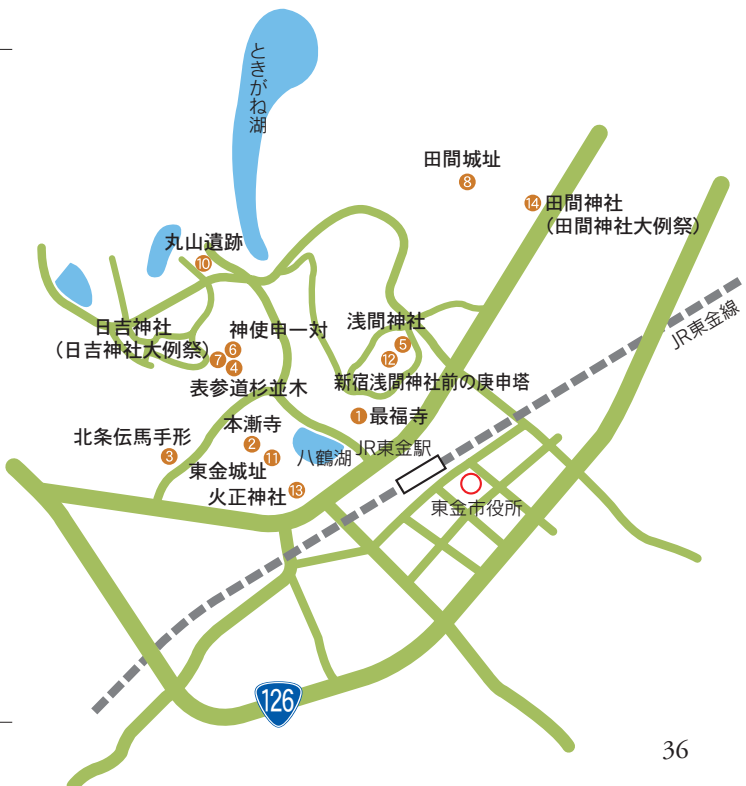 ときがね湖
田間城址
8
14 田間神社
（田間神社大例祭）
丸山遺跡
10
JR東金線
日吉神社
（日吉神社大例祭）
神使申一対
6
7
4
浅間神社
5
12
新宿浅間神社前の庚申塔
表参道杉並木
1 最福寺
北条伝馬手形
3
本漸寺
2
11
東金城址
八鶴湖
JR東金駅
火正神社
13
東金市役所
126
36